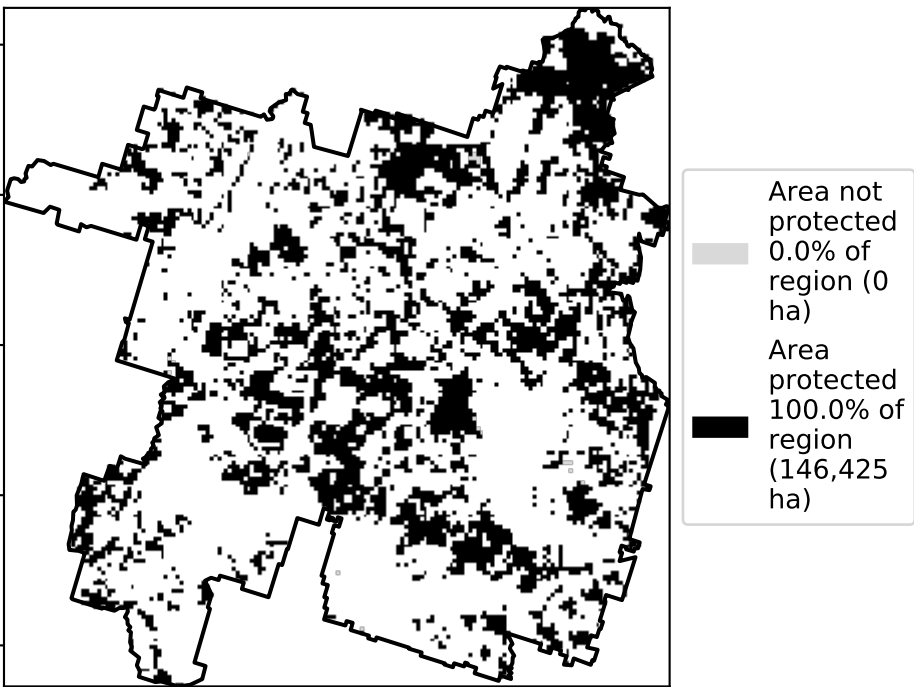 Area not
protected
0.0% of
region (0
ha)
Area
protected
100.0% of
region
(146,425
ha)